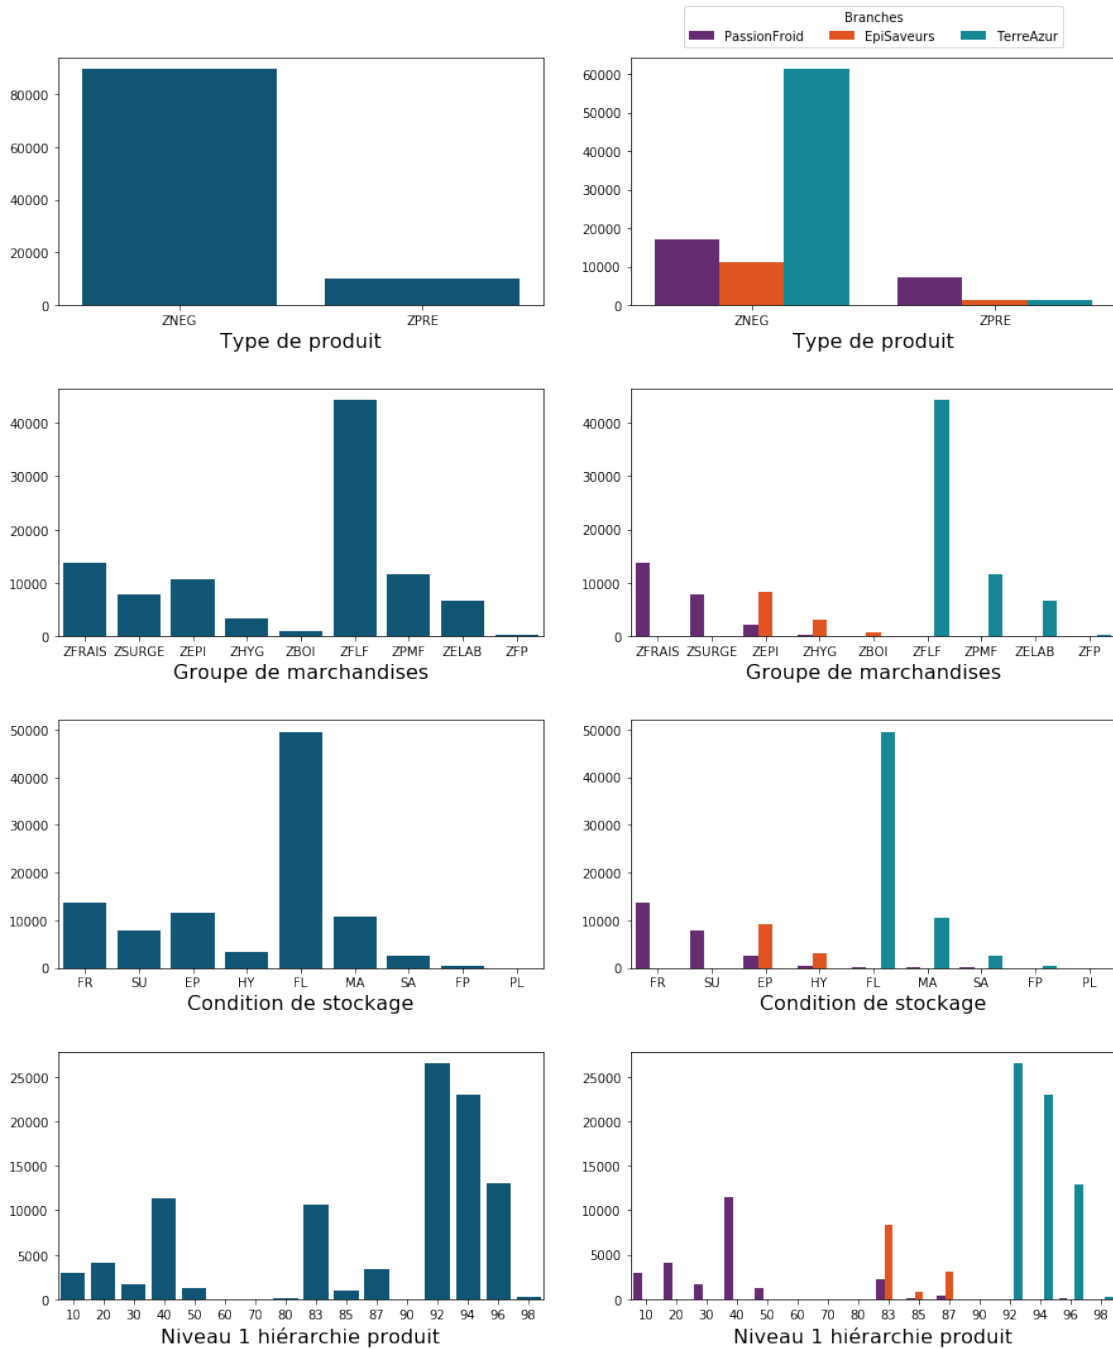 Branches
PassionFroid EpiSaveurs TerreAzur
80000
60000
40000
20000
0
ZNEG ZPRE
Type de produit
60000
50000
40000
30000
20000
10000
0
ZNEG ZPRE
Type de produit
40000
30000
20000
10000
0
ZFRAIS ZSURGE ZEPI ZHYG ZBOI ZFLF ZPMF ZELAB ZFP
Groupe de marchandises
40000
30000
20000
10000
0
ZFRAIS ZSURGE ZEPI ZHYG ZBOI ZFLF ZPMF ZELAB ZFP
Groupe de marchandises
50000
40000
30000
20000
10000
0
FR SU EP HY FL MA SA FP PL
Condition de stockage
50000
40000
30000
20000
10000
0
FR SU EP HY FL MA SA FP PL
Condition de stockage
25000
20000
15000
10000
5000
0
10 20 30 40 50 60 70 80 83 85 87 90 92 94 96 98
Niveau 1 hiérarchie produit
25000
20000
15000
10000
5000
0
10 20 30 40 50 60 70 80 83 85 87 90 92 94 96 98
Niveau 1 hiérarchie produit